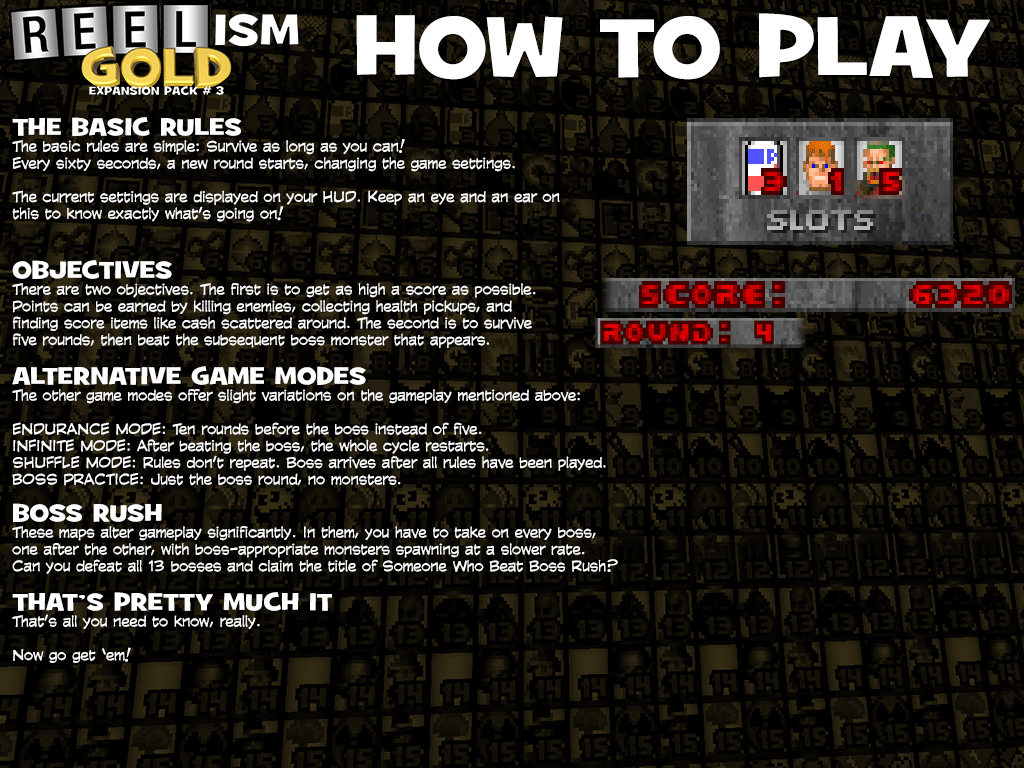 REELISM
GOLD
EXPANSION PACK # 3
HOW TO PLAY
THE BASIC RULES
The basic rules are simple: Survive as long as you can!
Every sixty seconds, a new round starts, changing the game settings.
The current settings are displayed on your HUD. Keep an eye and an ear on
this to know exactly what's going on!
3 1 5
SLOTS
OBJECTIVES
There are two objectives. The first is to get as high a score as possible.
Points can be earned by killing enemies, collecting health pickups, and
finding score items like cash scattered around. The second is to survive
five rounds, then beat the subsequent boss monster that appears.
SCORE: 6320
ROUND: 4
ALTERNATIVE GAME MODES
The other game modes offer slight variations on the gameplay mentioned above:
ENDURANCE MODE: Ten rounds before the boss instead of five.
INFINITE MODE: After beating the boss, the whole cycle restarts.
SHUFFLE MODE: Rules don't repeat. Boss arrives after all rules have been played.
BOSS PRACTICE: Just the boss round, no monsters.
BOSS RUSH
These maps alter gameplay significantly. In them, you have to take on every boss,
one after the other, with boss-appropriate monsters spawning at a slower rate.
Can you defeat all 13 bosses and claim the title of Someone Who Beat Boss Rush?
THAT'S PRETTY MUCH IT
That's all you need to know, really.
Now go get 'em!